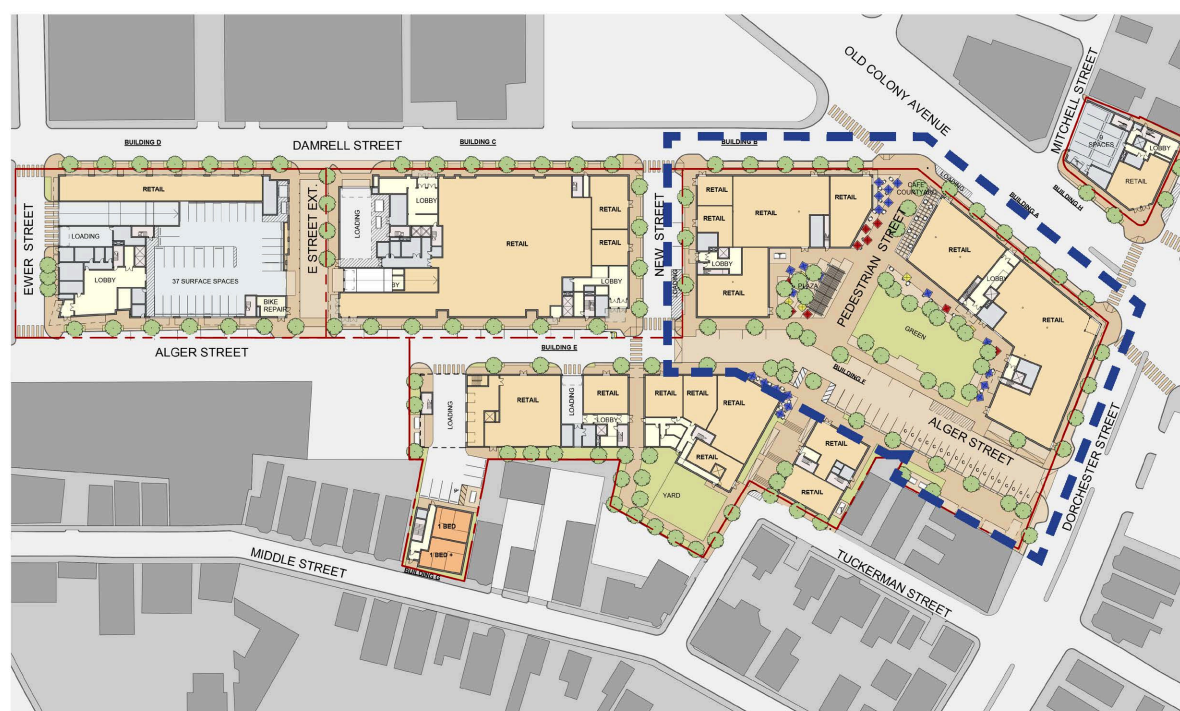 OLD COLONY AVENUE
MITCHELL STREET
BUILDING D
DAMRELL STREET
BUILDING C
BUILDING B
9
SPACES
LOBBY
RETAIL
BUILDING H
BUILDING A
LOADING
CAFE
COURTYARD
EWER STREET
RETAIL
LOADING
LOBBY
37 SURFACE SPACES
BIKE
REPAIR
E STREET EXT.
LOADING
LOBBY
RETAIL
RETAIL
RETAIL
LOBBY
NEW STREET
LOADING
RETAIL
RETAIL
RETAIL
RETAIL
LOBBY
RETAIL
PLAZA
PEDESTRIAN STREET
RETAIL
LOBBY
RETAIL
GREEN
RETAIL
ALGER STREET
BUILDING E
BUILDING F
LOADING
RETAIL
LOADING
RETAIL
LOBBY
RETAIL
RETAIL
RETAIL
RETAIL
YARD
RETAIL
RETAIL
ALGER STREET
DORCHESTER STREET
1 BED
1 BED +
BUILDING G
MIDDLE STREET
TUCKERMAN STREET